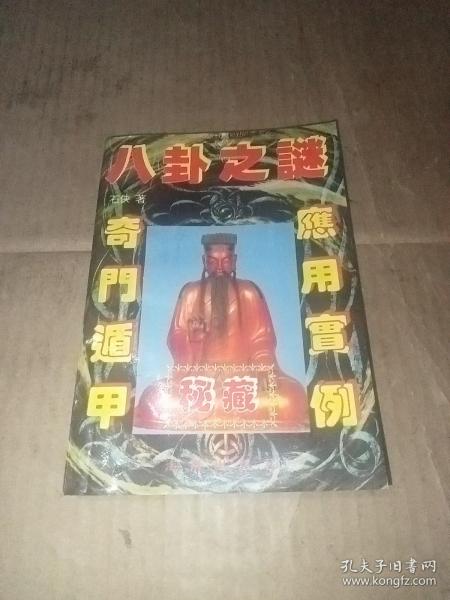 八卦之謎
石侠 著
應用實例
奇門遁甲
秘藏
孔夫子旧书网
www.kongfz.com